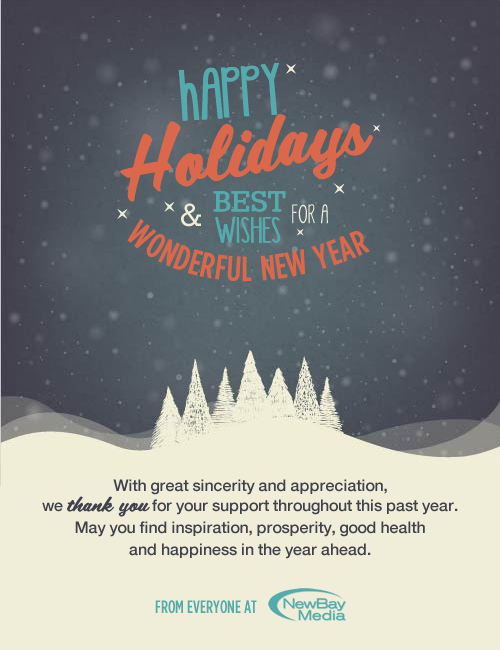 hAPPY
Holidays
& BEST WISHES FOR A
WONDERFUL NEW YEAR
With great sincerity and appreciation,
we thank you for your support throughout this past year.
May you find inspiration, prosperity, good health
and happiness in the year ahead.
FROM EVERYONE AT NewBay Media